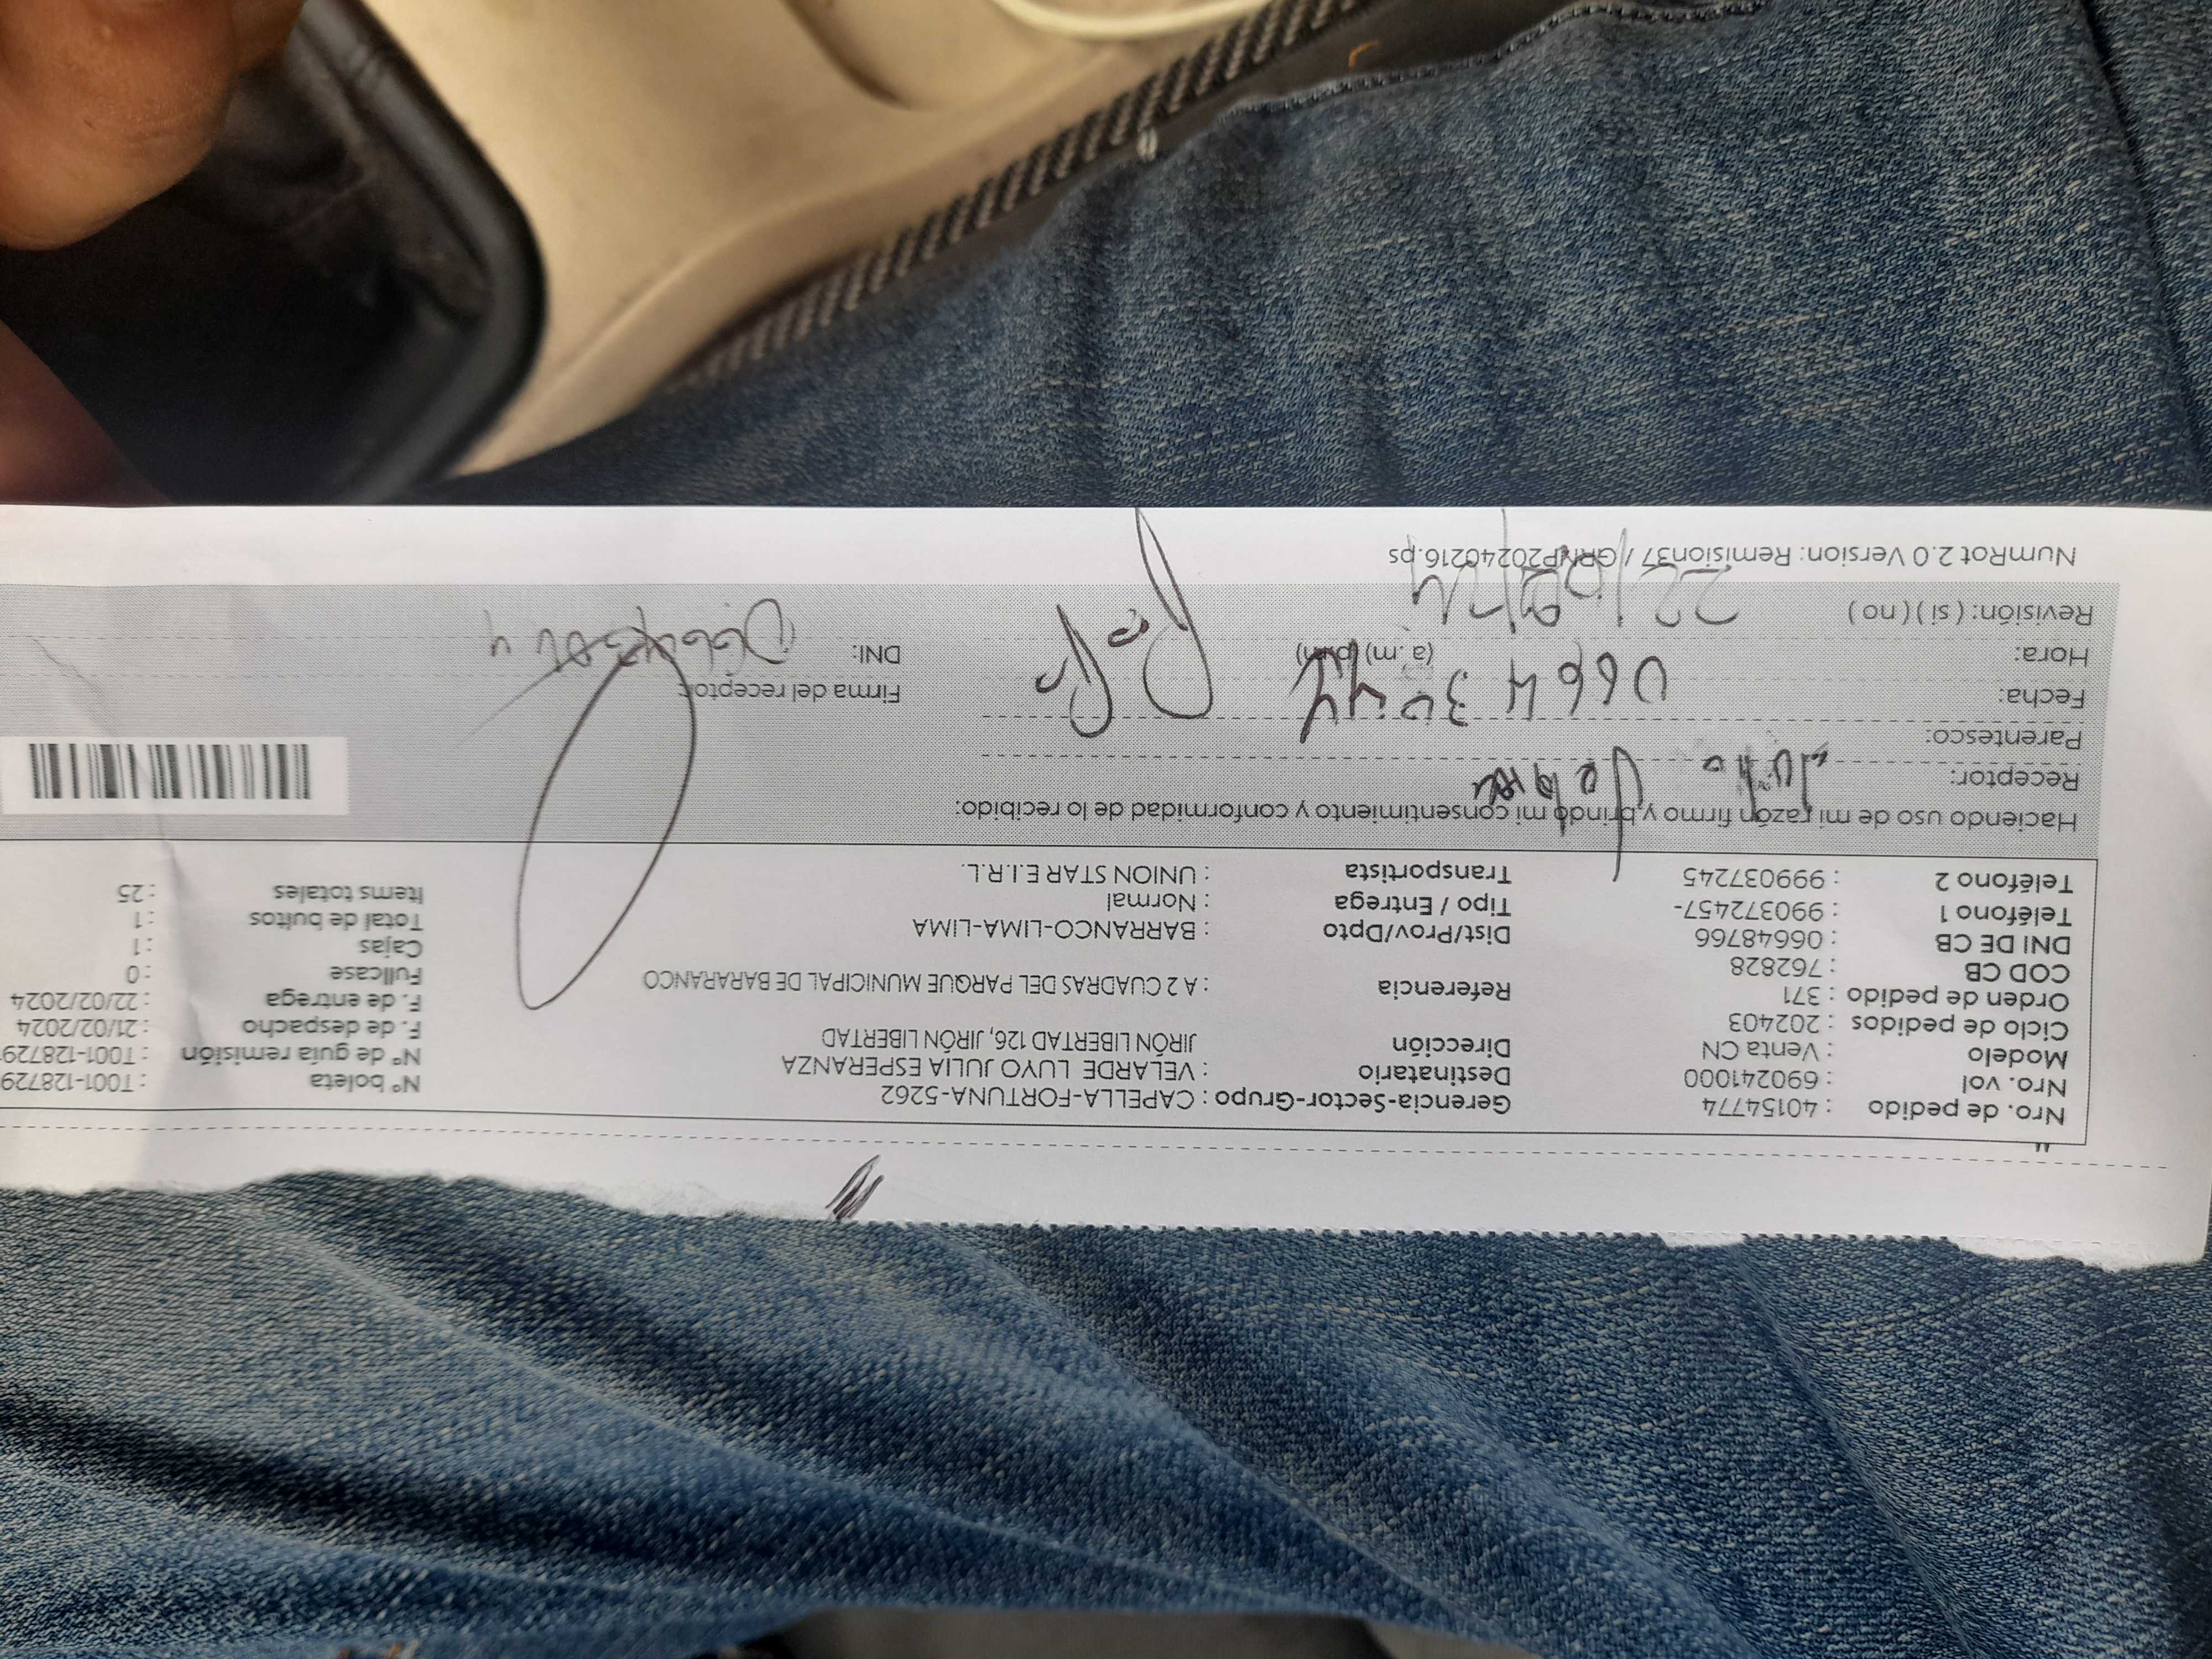 Nro. de pedido : 40154774 Gerencia-Sector-Grupo : CAPELLA-FORTUNA-5262 Nº boleta : T001-128729
Nro. vol : 690241000 Destinatario : VELARDE LUYO JULIA ESPERANZA Nº de guía remisión : T001-128729
Modelo : Venta CN Dirección JIRÓN LIBERTAD 126, JIRÓN LIBERTAD F. de despacho : 21/02/2024
Ciclo de pedidos : 202403 F. de entrega : 22/02/2024
Orden de pedido : 371 Referencia : A 2 CUADRAS DEL PARQUE MUNICIPAL DE BARARANCO Fullcase : 0
COD CB : 762828 Cajas : 1
DNI DE CB : 06648766 Dist/Prov/Dpto : BARRANCO-LIMA-LIMA Total de bultos : 1
Teléfono 1 : 990372457- Tipo / Entrega : Normal Items totales : 25
Teléfono 2 : 999037245 Transportista : UNION STAR E.I.R.L.
Haciendo uso de mi razón firmo y brindo mi consentimiento y conformidad de lo recibido:
Receptor:
Parentesco:
Fecha: Firma del receptor:
Hora: (a.m) (p.m) DNI:
Revisión: ( si ) ( no ) 22/02/24
NumRot 2.0 Version: Remision37 / GRNP20240216.ps